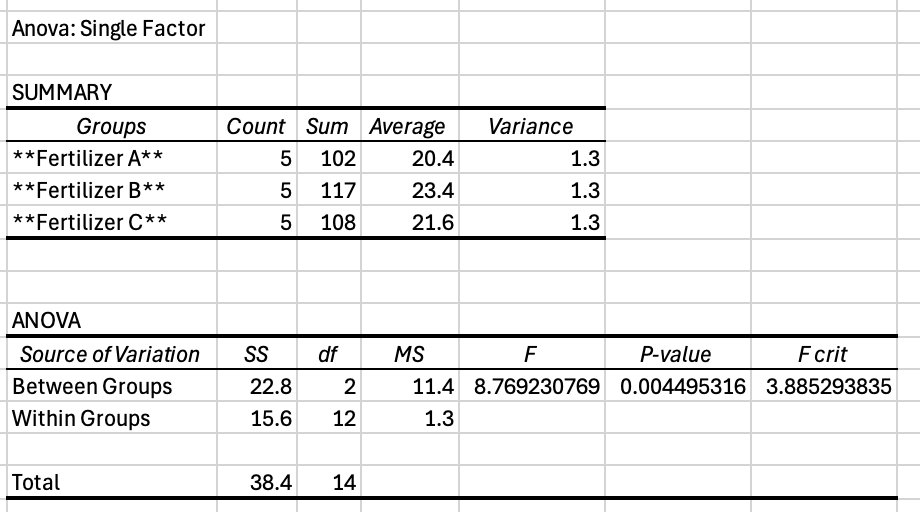 Anova: Single Factor
SUMMARY
Groups Count Sum Average Variance
**Fertilizer A** 5 102 20.4 1.3
**Fertilizer B** 5 117 23.4 1.3
**Fertilizer C** 5 108 21.6 1.3
ANOVA
Source of Variation SS df MS F P-value F crit
Between Groups 22.8 2 11.4 8.769230769 0.004495316 3.885293835
Within Groups 15.6 12 1.3
Total 38.4 14